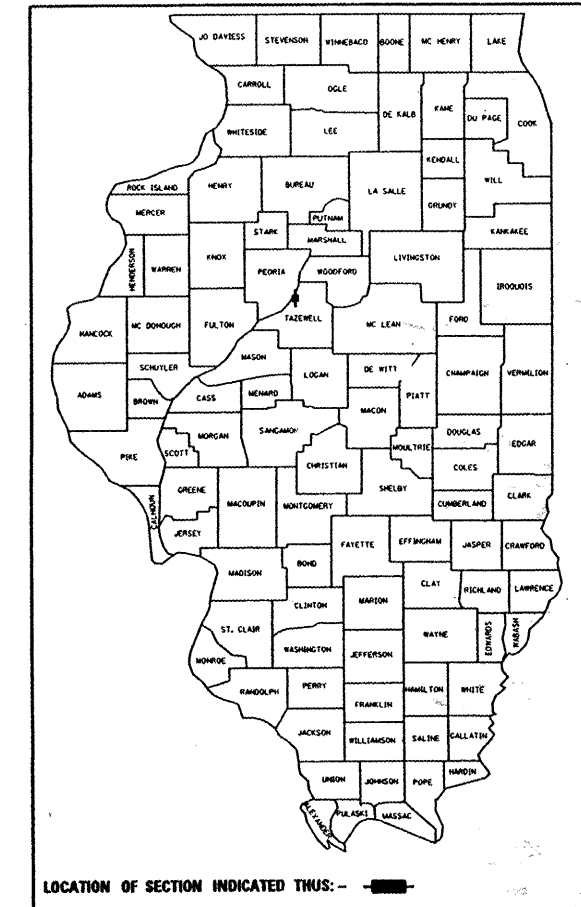 JO DAVIESS STEVENSON WINNEBACO BOONE MC HENRY LAKE
CARROLL OGLE DE KALB KANE DU PAGE COOK
WHITESIDE LEE KENDALL WILL
ROCK ISLAND HENRY BUREAU LA SALLE GRUNDY
MERCER PUTNAM KANKAKEE
STARK MARSHALL
HENDERSON WARREN KNOX PEORIA WOODFORD LIVINGSTON IROQUOIS
HANCOCK MC DONOUGH FULTON TAZEWELL MC LEAN FORD
SCHUYLER MASON LOGAN DE WITT CHAMPAIGN VERMILION
ADAMS BROWN CASS MENARD MACON PIATT
PIKE SCOTT MORGAN SANGAMON MOULTRIE DOUGLAS EDGAR
CHRISTIAN COLES
CALHOUN GREENE MACOUPIN MONTGOMERY SHELBY CUMBERLAND CLARK
JERSEY FAYETTE EFFINGHAM JASPER CRAWFORD
MADISON BOND CLAY RICHLAND LAWRENCE
CLINTON MARION
ST. CLAIR WAYNE EDWARDS WABASH
MONROE WASHINGTON JEFFERSON
RANDOLPH PERRY HAMILTON WHITE
FRANKLIN
JACKSON WILLIAMSON SALINE GALLATIN
UNION JOHNSON POPE HARDIN
ALEXANDER PULASKI MASSAC
LOCATION OF SECTION INDICATED THUS: -